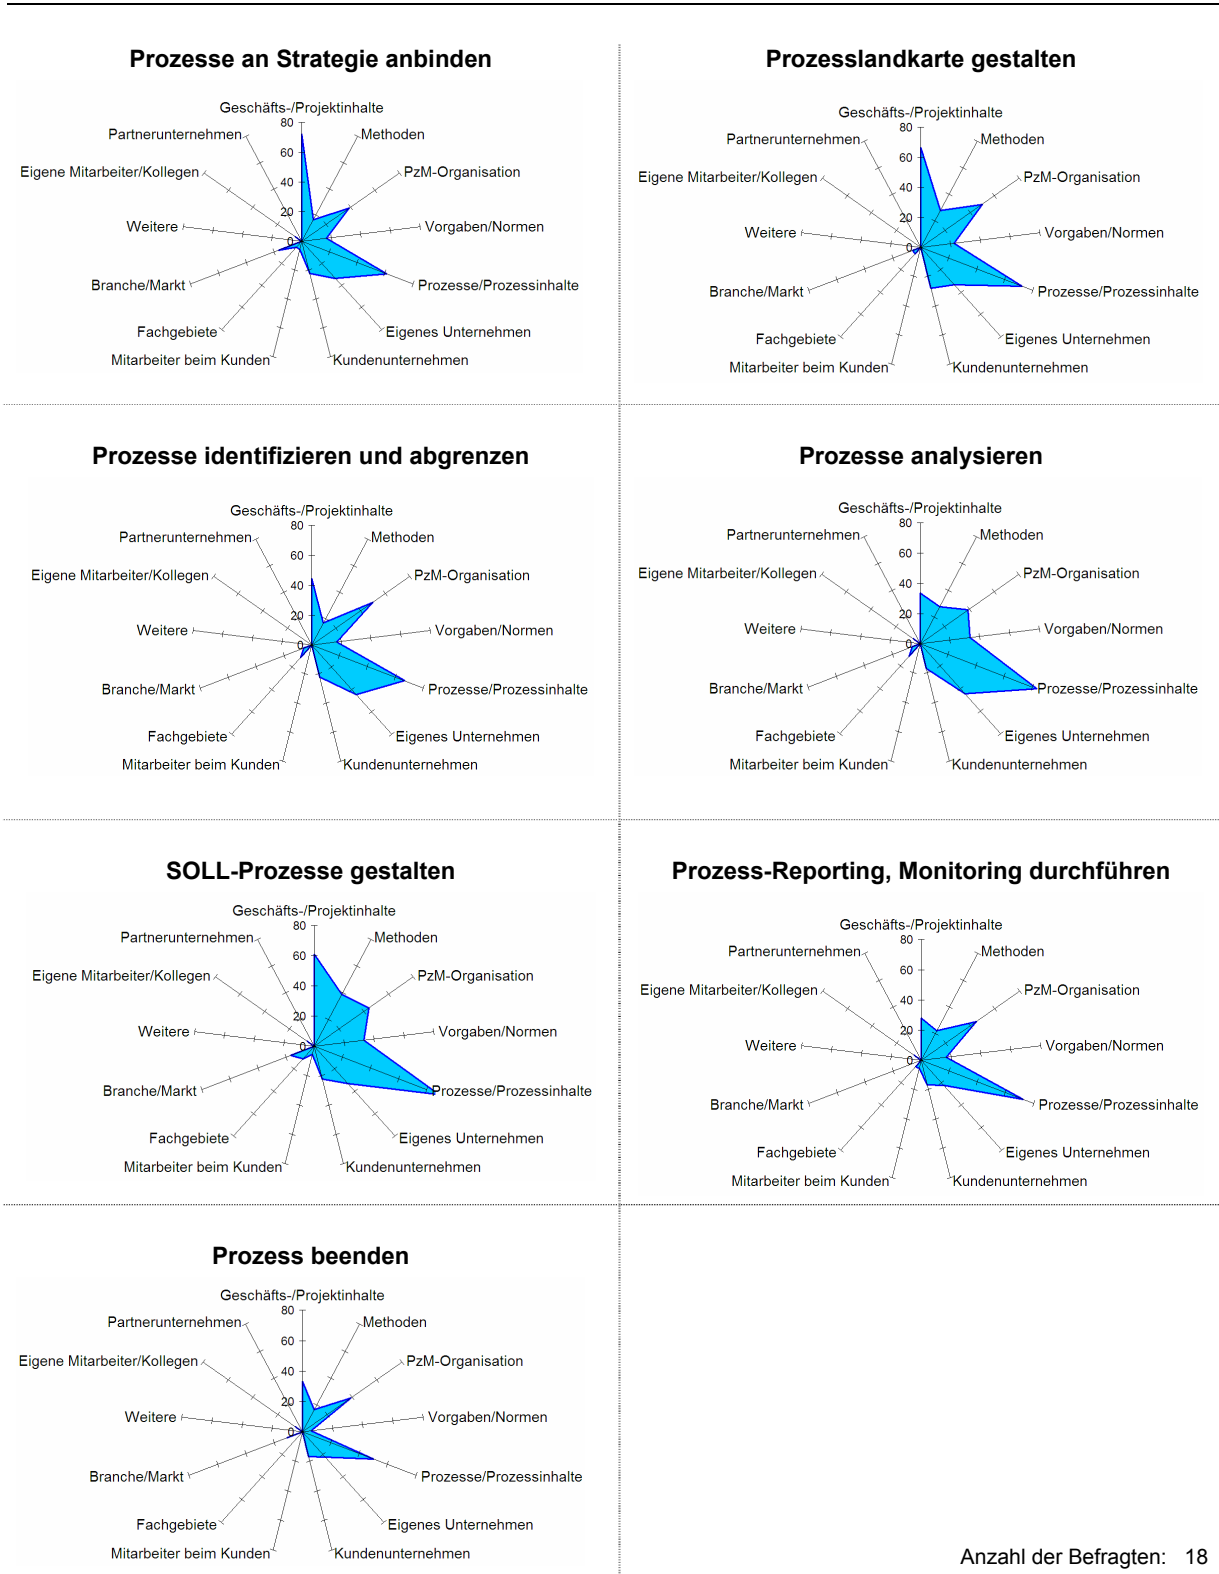 Prozesse an Strategie anbinden
Geschäfts-/Projektinhalte
80
Partnerunternehmen
Methoden
60
Eigene Mitarbeiter/Kollegen
PzM-Organisation
40
20
Weitere
Vorgaben/Normen
0
Branche/Markt
Prozesse/Prozessinhalte
Fachgebiete
Eigenes Unternehmen
Mitarbeiter beim Kunden
Kundenunternehmen
Prozesslandkarte gestalten
Geschäfts-/Projektinhalte
80
Partnerunternehmen
Methoden
60
Eigene Mitarbeiter/Kollegen
PzM-Organisation
40
20
Weitere
Vorgaben/Normen
0
Branche/Markt
Prozesse/Prozessinhalte
Fachgebiete
Eigenes Unternehmen
Mitarbeiter beim Kunden
Kundenunternehmen
Prozesse identifizieren und abgrenzen
Geschäfts-/Projektinhalte
80
Partnerunternehmen
Methoden
60
Eigene Mitarbeiter/Kollegen
PzM-Organisation
40
20
Weitere
Vorgaben/Normen
0
Branche/Markt
Prozesse/Prozessinhalte
Fachgebiete
Eigenes Unternehmen
Mitarbeiter beim Kunden
Kundenunternehmen
Prozesse analysieren
Geschäfts-/Projektinhalte
80
Partnerunternehmen
Methoden
60
Eigene Mitarbeiter/Kollegen
PzM-Organisation
40
20
Weitere
Vorgaben/Normen
0
Branche/Markt
Prozesse/Prozessinhalte
Fachgebiete
Eigenes Unternehmen
Mitarbeiter beim Kunden
Kundenunternehmen
SOLL-Prozesse gestalten
Geschäfts-/Projektinhalte
80
Partnerunternehmen
Methoden
60
Eigene Mitarbeiter/Kollegen
PzM-Organisation
40
20
Weitere
Vorgaben/Normen
0
Branche/Markt
Prozesse/Prozessinhalte
Fachgebiete
Eigenes Unternehmen
Mitarbeiter beim Kunden
Kundenunternehmen
Prozess-Reporting, Monitoring durchführen
Geschäfts-/Projektinhalte
80
Partnerunternehmen
Methoden
60
Eigene Mitarbeiter/Kollegen
PzM-Organisation
40
20
Weitere
Vorgaben/Normen
0
Branche/Markt
Prozesse/Prozessinhalte
Fachgebiete
Eigenes Unternehmen
Mitarbeiter beim Kunden
Kundenunternehmen
Prozess beenden
Geschäfts-/Projektinhalte
80
Partnerunternehmen
Methoden
60
Eigene Mitarbeiter/Kollegen
PzM-Organisation
40
20
Weitere
Vorgaben/Normen
0
Branche/Markt
Prozesse/Prozessinhalte
Fachgebiete
Eigenes Unternehmen
Mitarbeiter beim Kunden
Kundenunternehmen
Anzahl der Befragten: 18